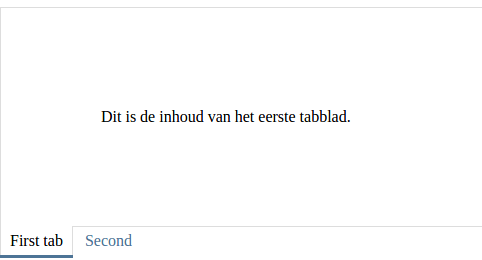 Dit is de inhoud van het eerste tabblad.
First tab
Second